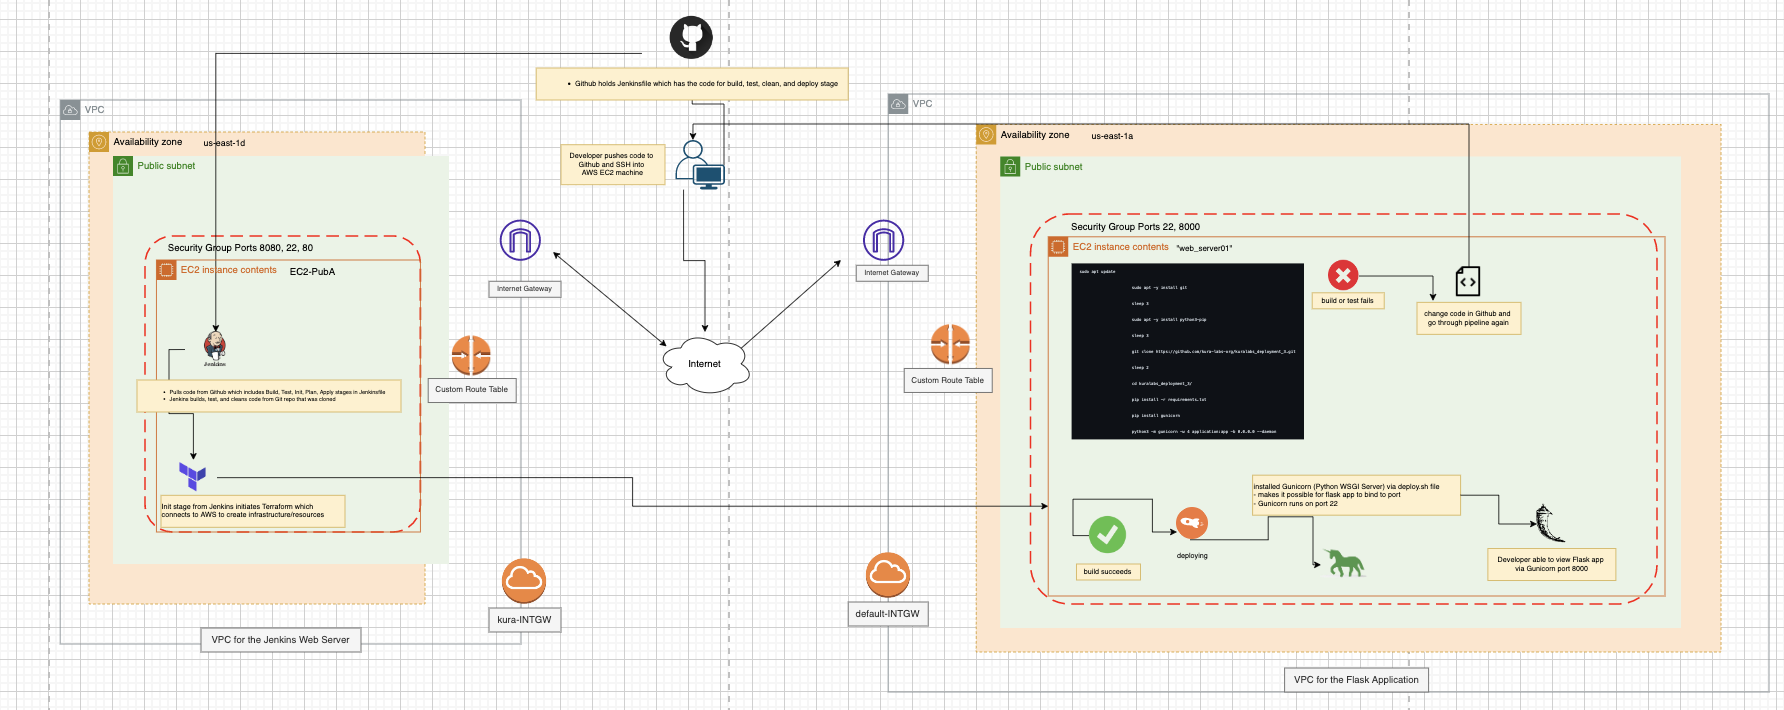 Github holds Jenkinsfile which has the code for build, test, clean, and deploy stage
VPC
Availability zone us-east-1d
Public subnet
Security Group Ports 8080, 22, 80
EC2 instance contents EC2-PubA
Jenkins
Pulls code from Github which includes Build, Test, Init, Plan, Apply stages in Jenkinsfile
Jenkins builds, test, and cleans code from Git repo that was cloned
Init stage from Jenkins initiates Terraform which
connects to AWS to create infrastructure/resources
VPC for the Jenkins Web Server
Developer pushes code to
Github and SSH into
AWS EC2 machine
Internet Gateway
Custom Route Table
kura-INTGW
Internet
Internet Gateway
Custom Route Table
default-INTGW
VPC
Availability zone us-east-1a
Public subnet
Security Group Ports 22, 8000
EC2 instance contents "web_server01"
sudo apt update
sudo apt -y install git
sleep 3
sudo apt -y install python3-pip
sleep 3
git clone https://github.com/kura-labs-org/kuralabs_deployment_3.git
sleep 2
cd kuralabs_deployment_3/
pip install -r requirements.txt
pip install gunicorn
python3 -m gunicorn -w 4 application:app -b 0.0.0.0 --daemon
build or test fails
change code in Github and
go through pipeline again
installed Gunicorn (Python WSGI Server) via deploy.sh file
- makes it possible for flask app to bind to port
- Gunicorn runs on port 22
build succeeds
deploying
Developer able to view Flask app
via Gunicorn port 8000
VPC for the Flask Application